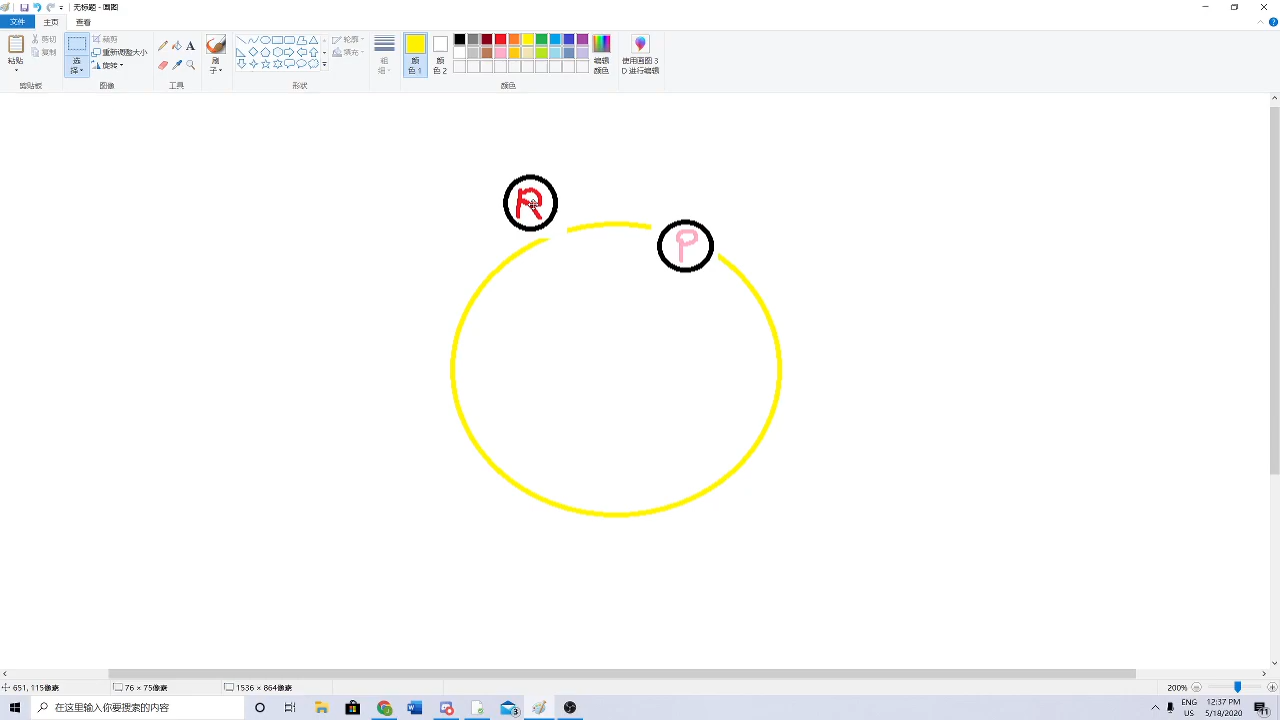 无标题 - 画图
文件 主页 查看
粘贴 剪切 复制
选择 裁剪 重新调整大小 旋转
A
刷子
轮廓 填充
粗细
颜色 1 颜色 2
编辑颜色
使用画图 3D 进行编辑
剪贴板 图像 工具 形状 颜色
R
P
651, 115像素 76 × 75像素 1536 × 864像素 200%
在这里输入你要搜索的内容
3
ENG
UC
12:37 PM
5/18/2020